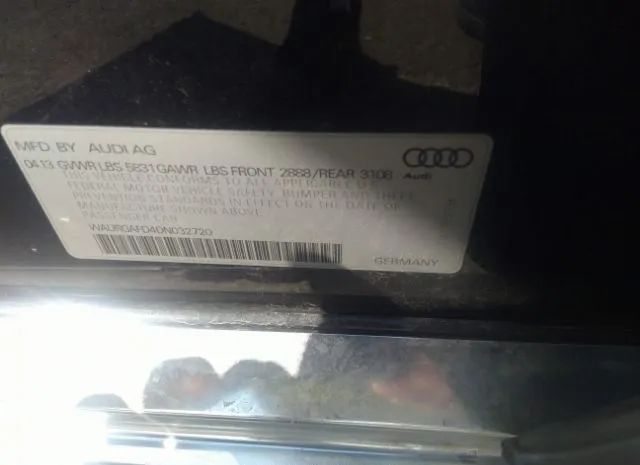 MFD. BY AUDI AG
04.13 GVWR LBS 5831 GAWR LBS FRONT 2888/REAR 3108
Audi
THIS VEHICLE CONFORMS TO ALL APPLICABLE U.S.
FEDERAL MOTOR VEHICLE SAFETY, BUMPER AND THEFT
PREVENTION STANDARDS IN EFFECT ON THE DATE OF
MANUFACTURE SHOWN ABOVE.
PASSENGER CAR
WAURGAFD4DN032720
GERMANY